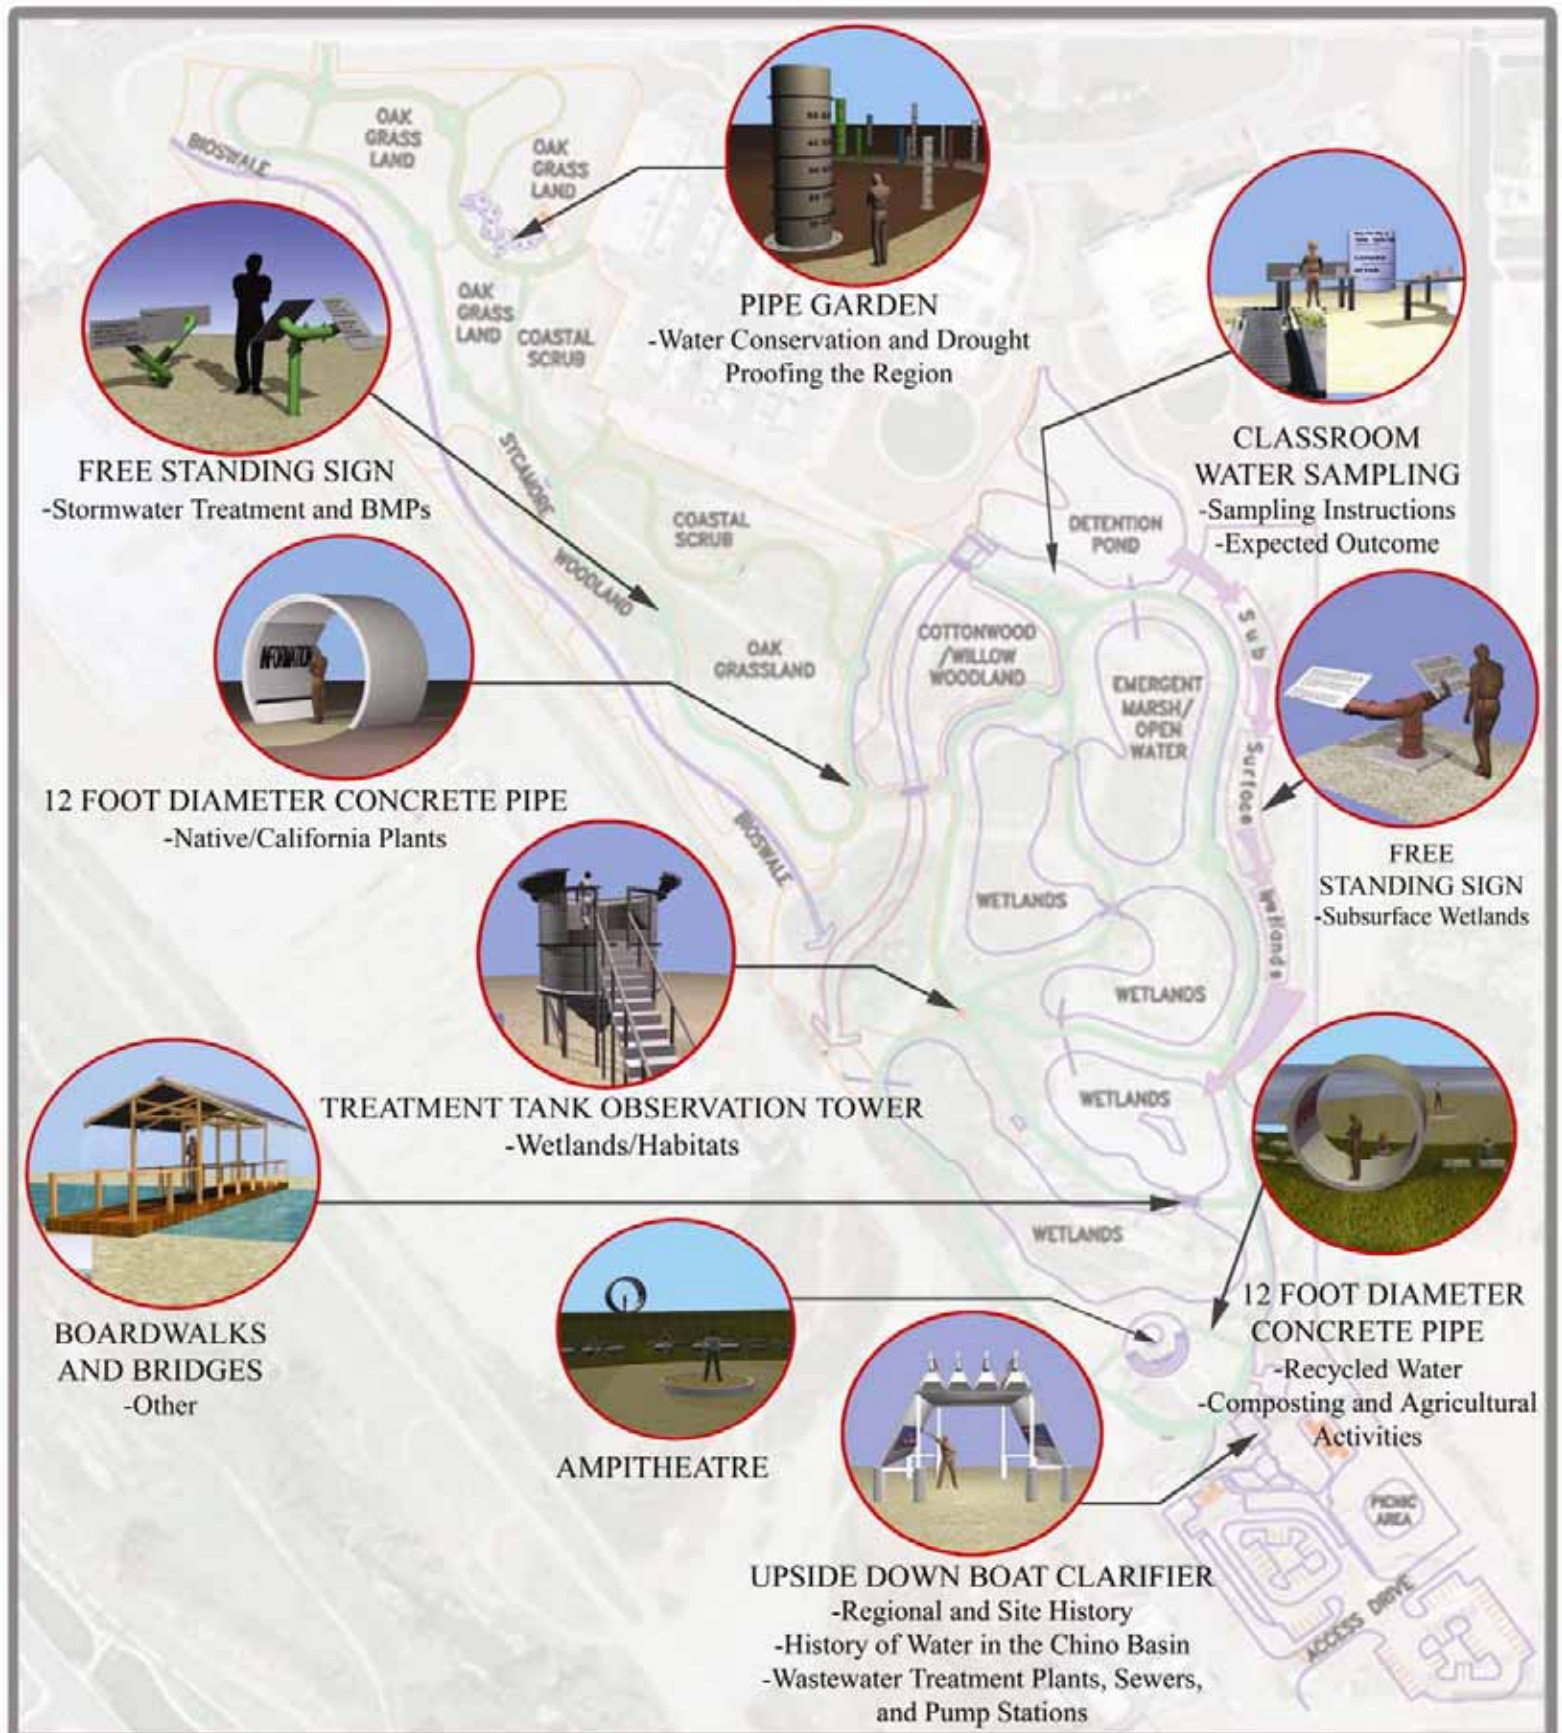 OAK
GRASS
LAND
BIOSWALE
OAK
GRASS
LAND
PIPE GARDEN
-Water Conservation and Drought
Proofing the Region
OAK
GRASS
LAND
COASTAL
SCRUB
FREE STANDING SIGN
-Stormwater Treatment and BMPs
CLASSROOM
WATER SAMPLING
-Sampling Instructions
-Expected Outcome
SYCAMORE
WOODLAND
COASTAL
SCRUB
DETENTION
POND
INFORMATION
12 FOOT DIAMETER CONCRETE PIPE
-Native/California Plants
OAK
GRASSLAND
COTTONWOOD
/WILLOW
WOODLAND
EMERGENT
MARSH/
OPEN
WATER
Sub
Surface
Wetlands
FREE
STANDING SIGN
-Subsurface Wetlands
BIOSWALE
WETLANDS
WETLANDS
TREATMENT TANK OBSERVATION TOWER
-Wetlands/Habitats
WETLANDS
WETLANDS
BOARDWALKS
AND BRIDGES
-Other
12 FOOT DIAMETER
CONCRETE PIPE
-Recycled Water
-Composting and Agricultural
Activities
AMPITHEATRE
PICNIC
AREA
ACCESS DRIVE
UPSIDE DOWN BOAT CLARIFIER
-Regional and Site History
-History of Water in the Chino Basin
-Wastewater Treatment Plants, Sewers,
and Pump Stations